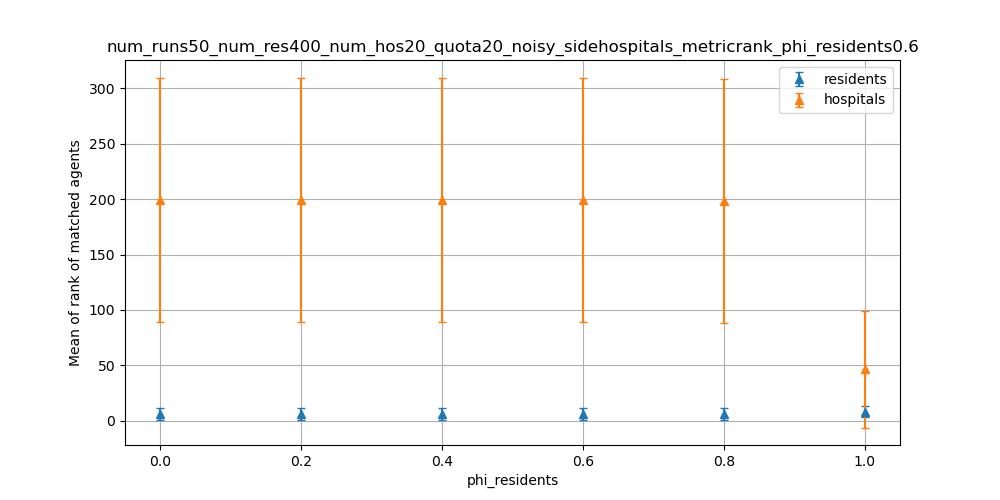 num_runs50_num_res400_num_hos20_quota20_noisy_sidehospitals_metricrank_phi_residents0.6
residents
hospitals
Mean of rank of matched agents
300
250
200
150
100
50
0
0.0 0.2 0.4 0.6 0.8 1.0
phi_residents